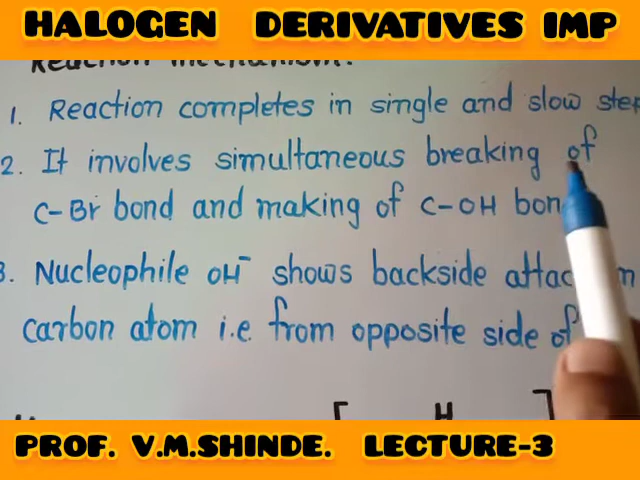 HALOGEN DERIVATIVES IMP
Reaction mechanism:
1. Reaction completes in single and slow step
2. It involves simultaneous breaking of
C-Br bond and making of C-OH bon
3. Nucleophile OH⁻ shows backside attac
carbon atom i.e from opposite side of
[ H ]
PROF. V.M.SHINDE. LECTURE-3